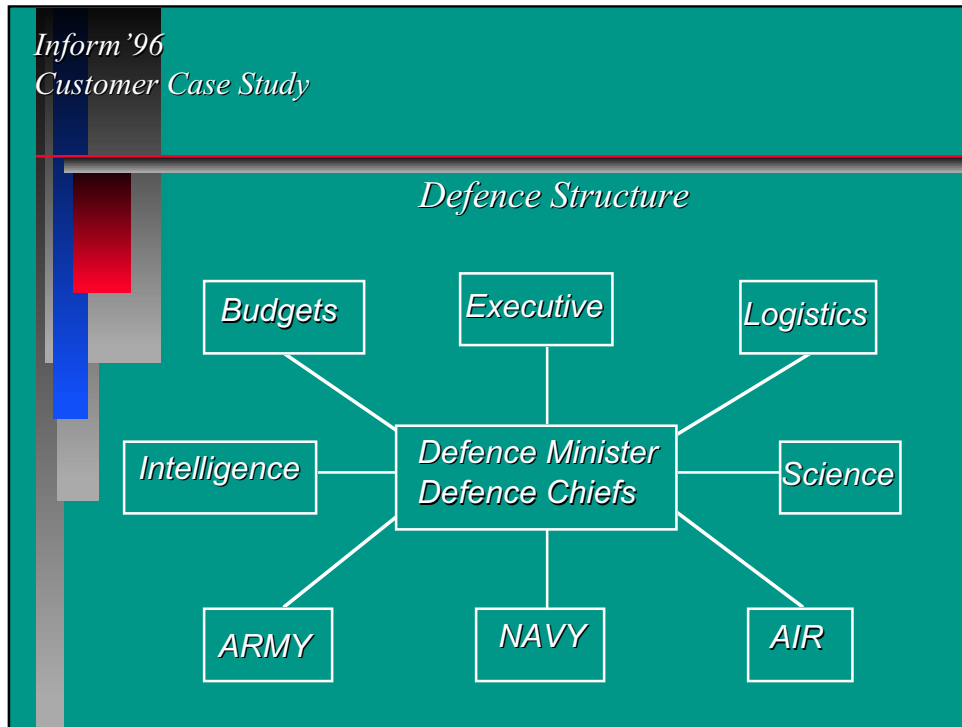 Inform’96
Customer Case Study
Defence Structure
Budgets
Executive
Logistics
Intelligence
Defence Minister
Defence Chiefs
Science
ARMY
NAVY
AIR